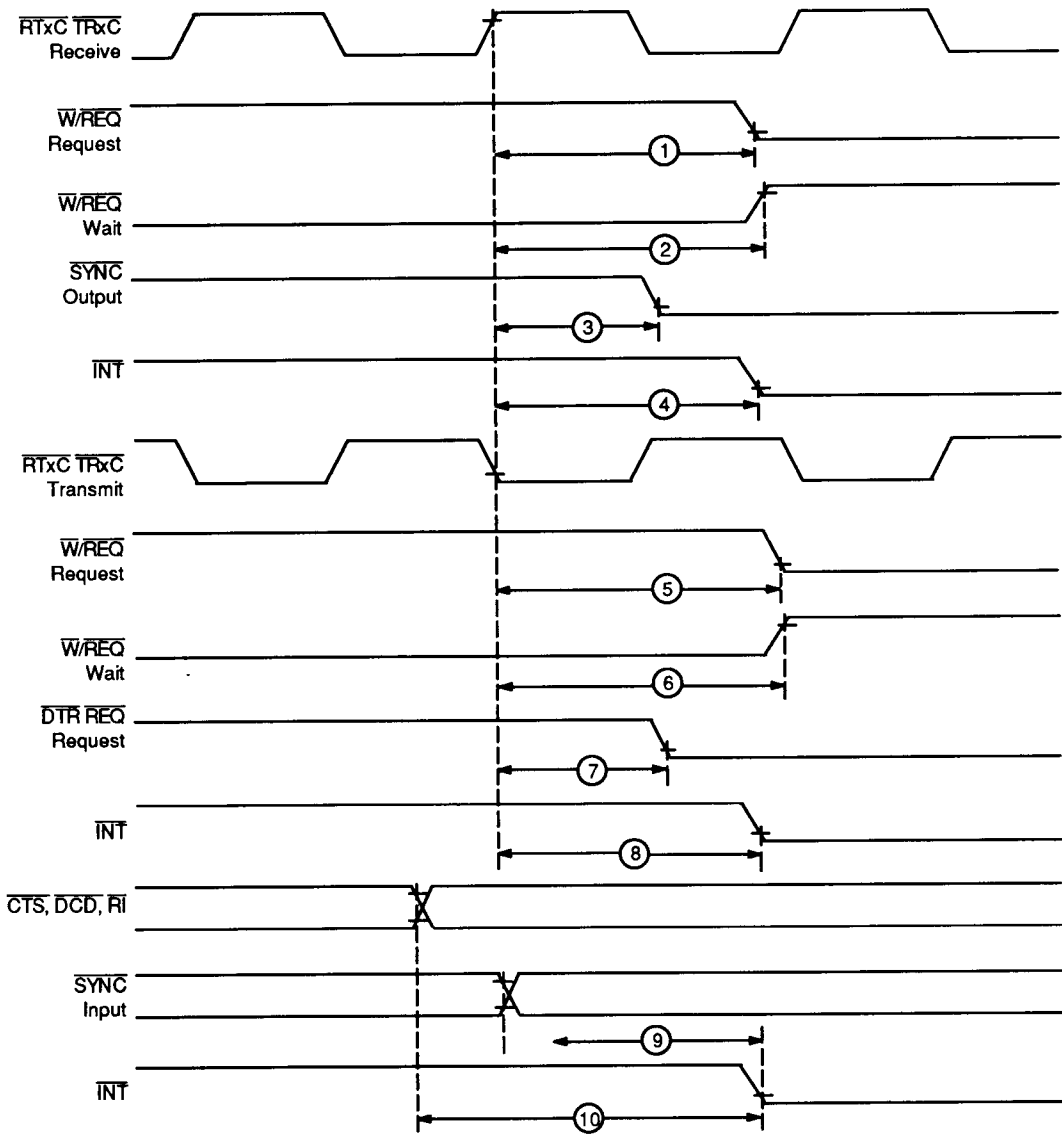 RTxC TRxC
Receive
W/REQ
Request
1
W/REQ
Wait
2
SYNC
Output
3
INT
4
RTxC TRxC
Transmit
W/REQ
Request
5
W/REQ
Wait
6
DTR REQ
Request
7
INT
8
CTS, DCD, RI
SYNC
Input
9
INT
10